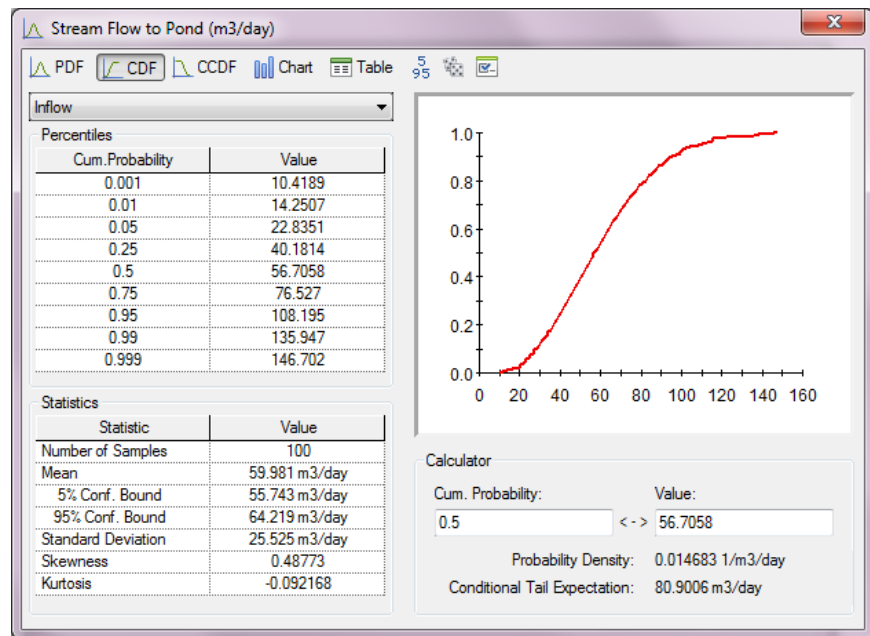 Stream Flow to Pond (m3/day)
PDF CDF CCDF Chart Table 5 95
Inflow
Percentiles
Cum.Probability Value
0.001 10.4189
0.01 14.2507
0.05 22.8351
0.25 40.1814
0.5 56.7058
0.75 76.527
0.95 108.195
0.99 135.947
0.999 146.702
Statistics
Statistic Value
Number of Samples 100
Mean 59.981 m3/day
5% Conf. Bound 55.743 m3/day
95% Conf. Bound 64.219 m3/day
Standard Deviation 25.525 m3/day
Skewness 0.48773
Kurtosis -0.092168
1.0
0.8
0.6
0.4
0.2
0.0
0 20 40 60 80 100 120 140 160
Calculator
Cum. Probability: Value:
0.5 < - > 56.7058
Probability Density: 0.014683 1/m3/day
Conditional Tail Expectation: 80.9006 m3/day